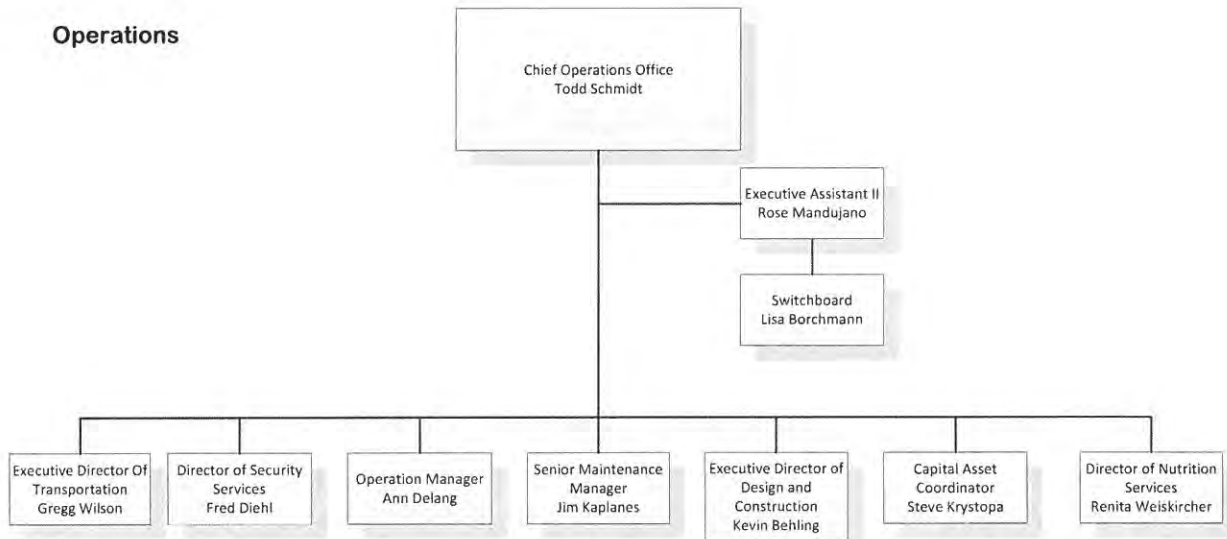 Operations
Chief Operations Office
Todd Schmidt
Executive Assistant II
Rose Mandujano
Switchboard
Lisa Borchmann
Executive Director Of
Transportation
Gregg Wilson
Director of Security
Services
Fred Diehl
Operation Manager
Ann Delang
Senior Maintenance
Manager
Jim Kaplanes
Executive Director of
Design and
Construction
Kevin Behling
Capital Asset
Coordinator
Steve Krystopa
Director of Nutrition
Services
Renita Weiskircher